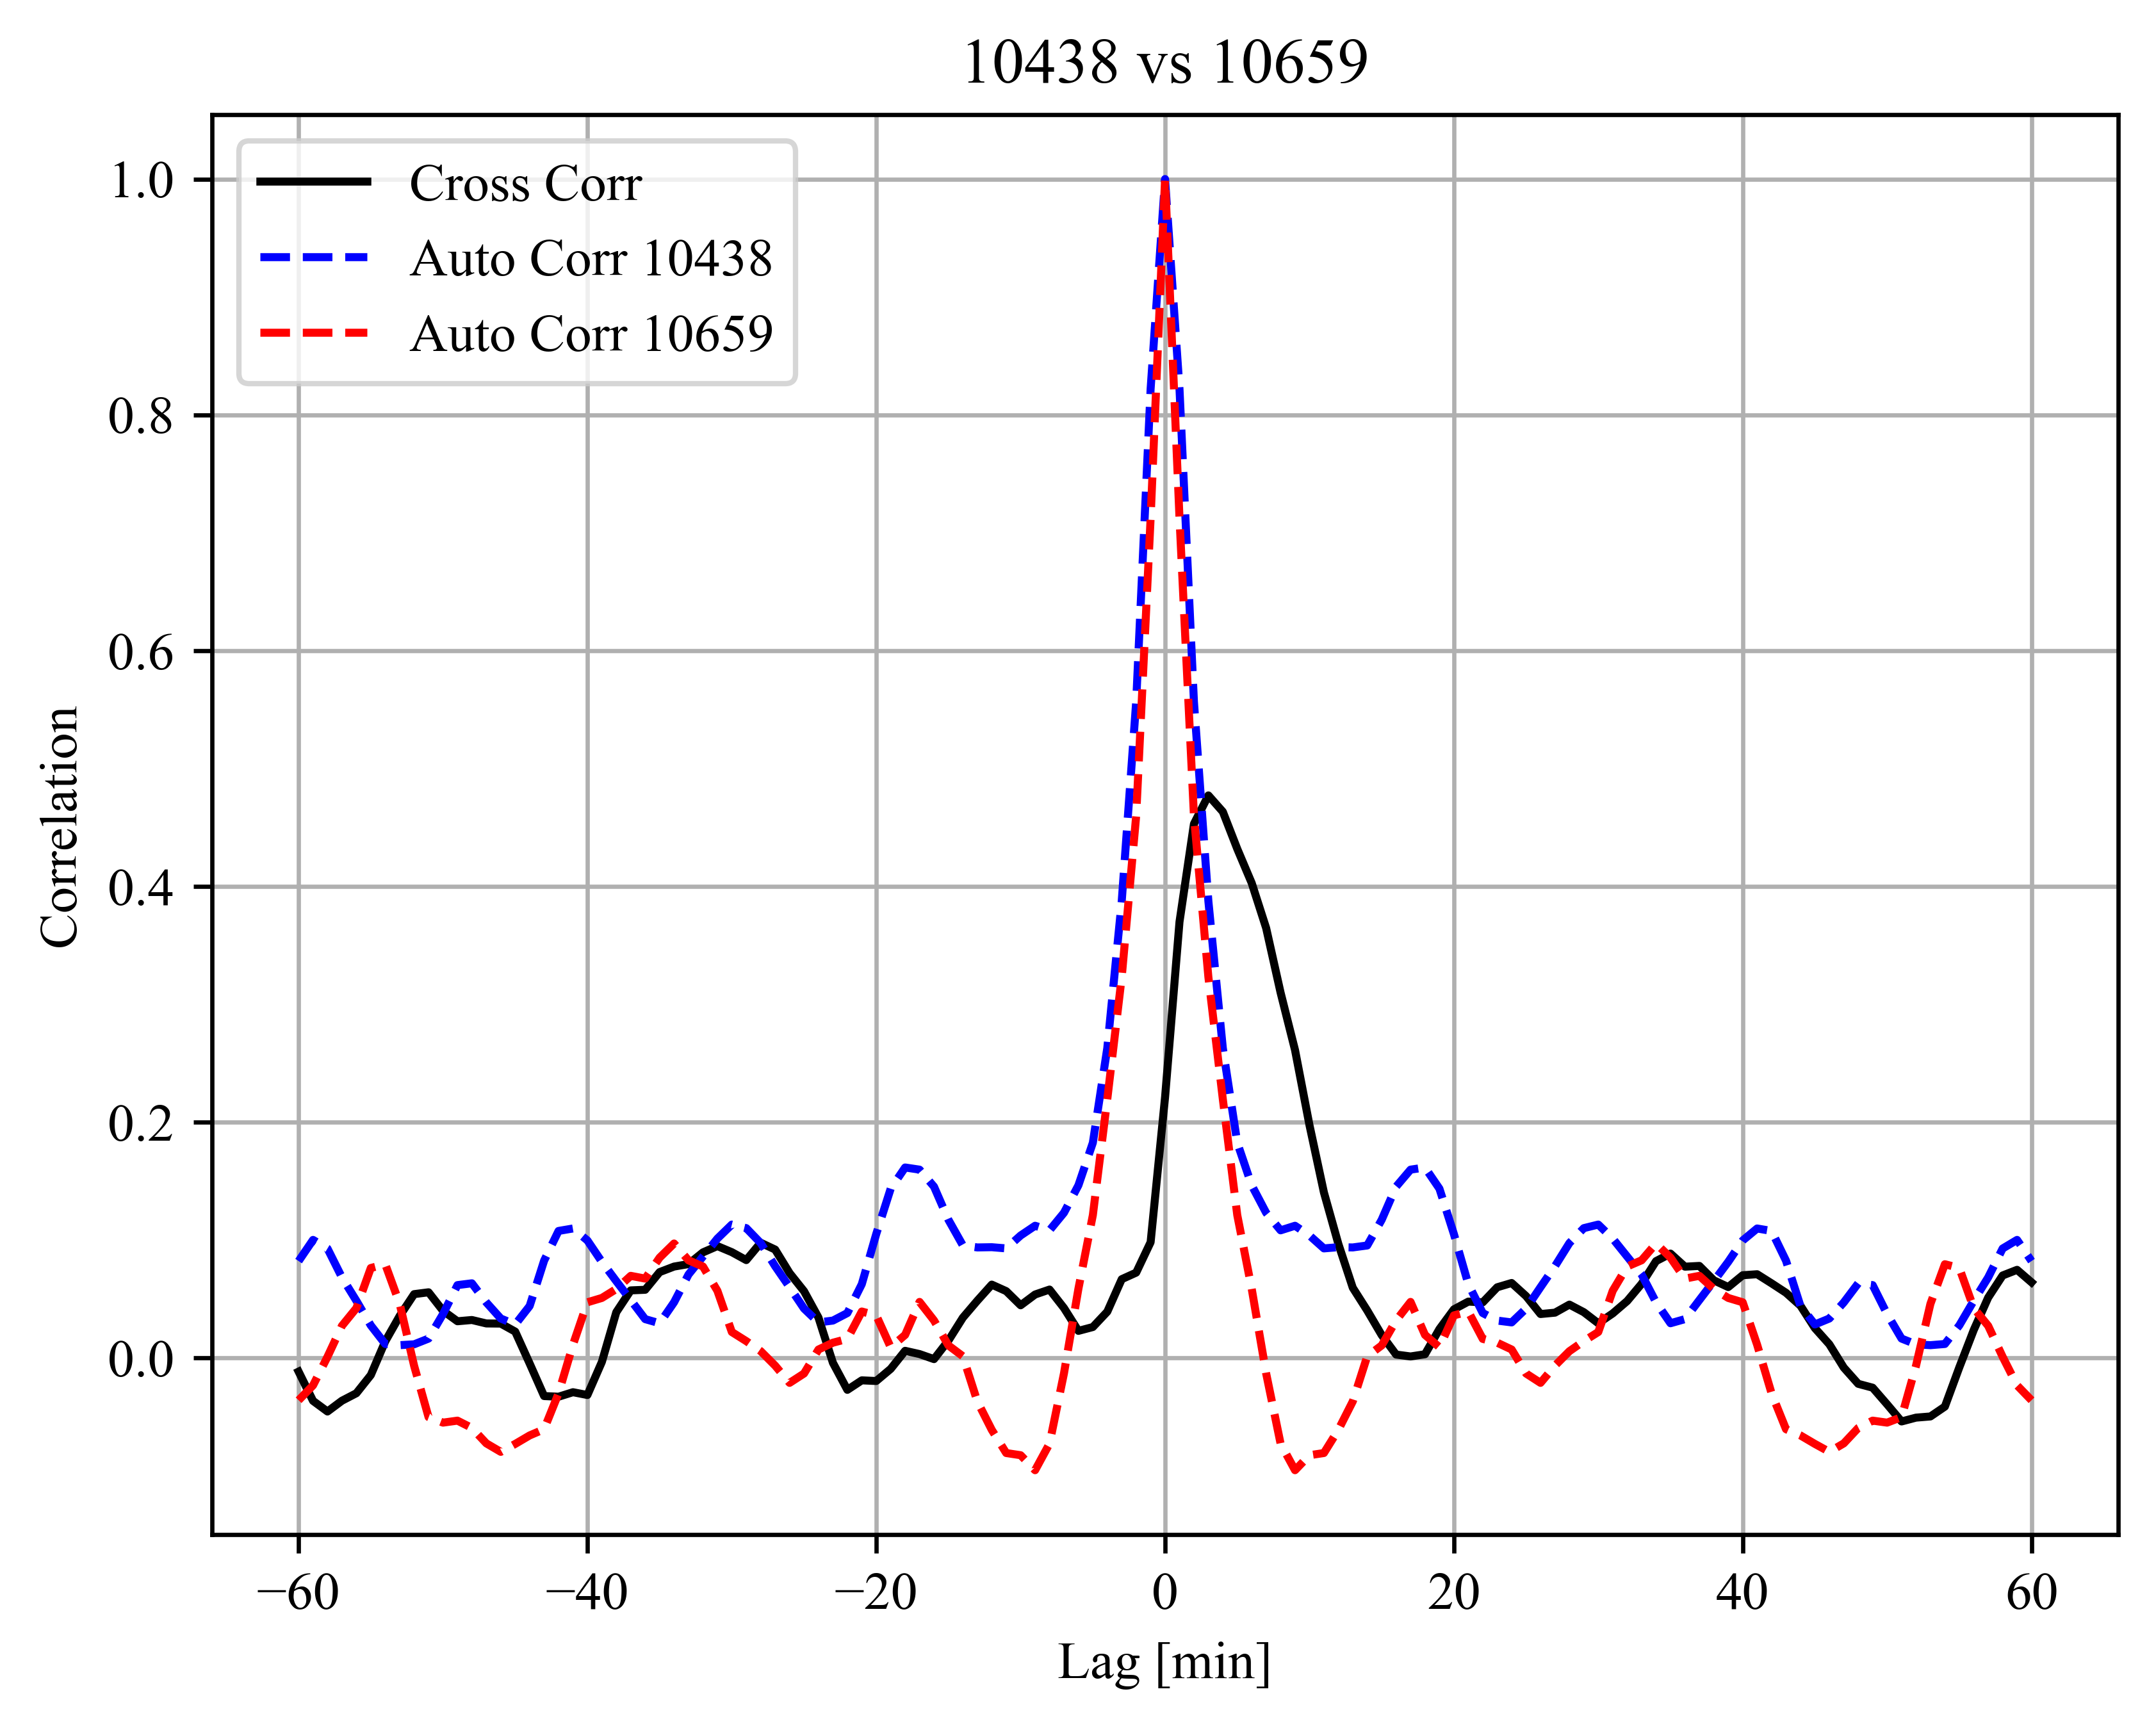 10438 vs 10659
Cross Corr
Auto Corr 10438
Auto Corr 10659
1.0
0.8
0.6
0.4
0.2
0.0
Correlation
−60
−40
−20
0
20
40
60
Lag [min]